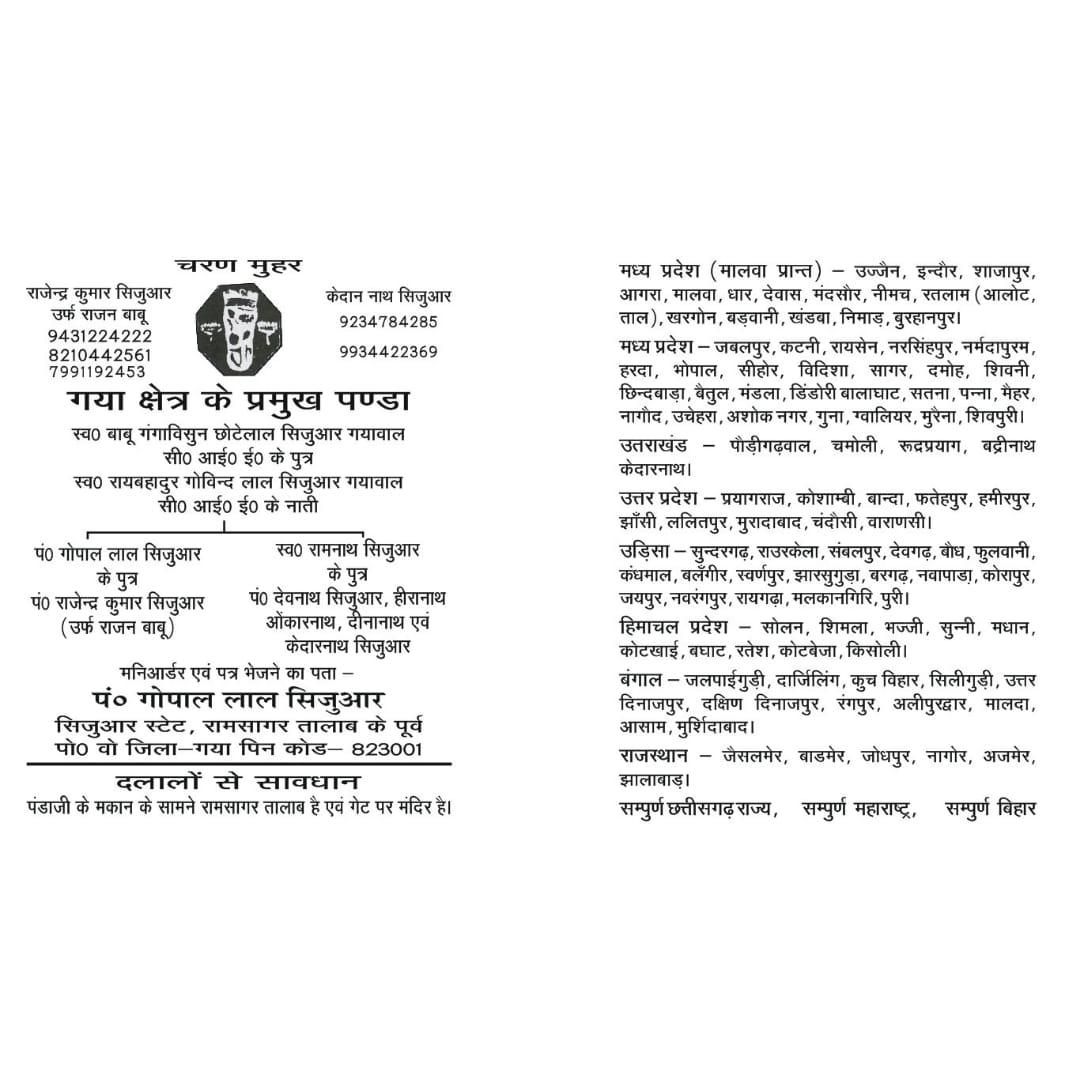 चरण मुहर
राजेन्द्र कुमार सिजुआर
उर्फ राजन बाबू
9431224222
8210442561
7991192453
केदान नाथ सिजुआर
9234784285
9934422369
गया क्षेत्र के प्रमुख पण्डा
स्व0 बाबू गंगाविसुन छोटेलाल सिजुआर गयावाल
सी0 आई0 ई0 के पुत्र
स्व0 रायबहादुर गोविन्द लाल सिजुआर गयावाल
सी0 आई0 ई0 के नाती
पं0 गोपाल लाल सिजुआर
के पुत्र
पं0 राजेन्द्र कुमार सिजुआर
(उर्फ राजन बाबू)
स्व0 रामनाथ सिजुआर
के पुत्र
पं0 देवनाथ सिजुआर, हीरानाथ
ओंकारनाथ, दीनानाथ एवं
केदारनाथ सिजुआर
मनिआर्डर एवं पत्र भेजने का पता –
पं० गोपाल लाल सिजुआर
सिजुआर स्टेट, रामसागर तालाब के पूर्व
पो0 वो जिला–गया पिन कोड– 823001
दलालों से सावधान
पंडाजी के मकान के सामने रामसागर तालाब है एवं गेट पर मंदिर है।
मध्य प्रदेश (मालवा प्रान्त) – उज्जैन, इन्दौर, शाजापुर,
आगरा, मालवा, धार, देवास, मंदसौर, नीमच, रतलाम (आलोट,
ताल), खरगोन, बड़वानी, खंडबा, निमाड़, बुरहानपुर।
मध्य प्रदेश – जबलपुर, कटनी, रायसेन, नरसिंहपुर, नर्मदापुरम,
हरदा, भोपाल, सीहोर, विदिशा, सागर, दमोह, शिवनी,
छिन्दबाड़ा, बैतुल, मंडला, डिंडोरी बालाघाट, सतना, पन्ना, मैहर,
नागौद, उचेहरा, अशोक नगर, गुना, ग्वालियर, मुरैना, शिवपुरी।
उतराखंड – पौड़ीगढ़वाल, चमोली, रूद्रप्रयाग, बद्रीनाथ
केदारनाथ।
उत्तर प्रदेश – प्रयागराज, कोशाम्बी, बान्दा, फतेहपुर, हमीरपुर,
झाँसी, ललितपुर, मुरादाबाद, चंदौसी, वाराणसी।
उड़िसा – सुन्दरगढ़, राउरकेला, संबलपुर, देवगढ़, बौध, फुलवानी,
कंधमाल, बलँगीर, स्वर्णपुर, झारसुगुड़ा, बरगढ़, नवापाडा़, कोरापुर,
जयपुर, नवरंगपुर, रायगढ़ा, मलकानगिरि, पुरी।
हिमाचल प्रदेश – सोलन, शिमला, भज्जी, सुन्नी, मधान,
कोटखाई, बघाट, रतेश, कोटबेजा, किसोली।
बंगाल – जलपाईगुड़ी, दार्जिलिंग, कुच विहार, सिलीगुड़ी, उत्तर
दिनाजपुर, दक्षिण दिनाजपुर, रंगपुर, अलीपुरद्वार, मालदा,
आसाम, मुर्शिदाबाद।
राजस्थान – जैसलमेर, बाडमेर, जोधपुर, नागोर, अजमेर,
झालाबाड़।
सम्पुर्ण छत्तीसगढ़ राज्य, सम्पुर्ण महाराष्ट्र, सम्पुर्ण बिहार